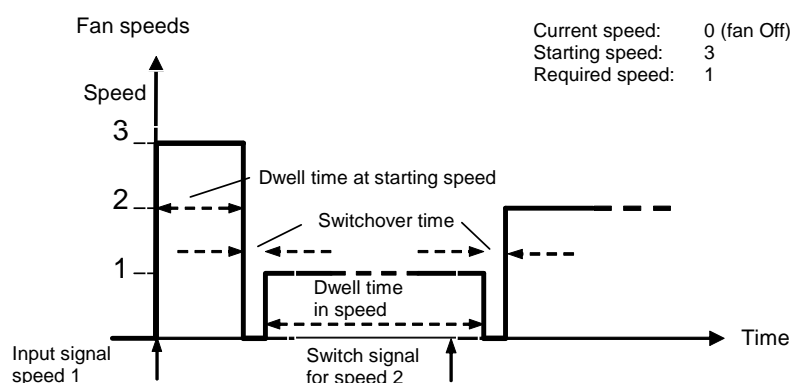 Fan speeds
Current speed: 0 (fan Off)
Starting speed: 3
Required speed: 1
Speed
3
Dwell time at starting speed
2
Switchover time
1
Dwell time
in speed
Time
Input signal
speed 1
Switch signal
for speed 2